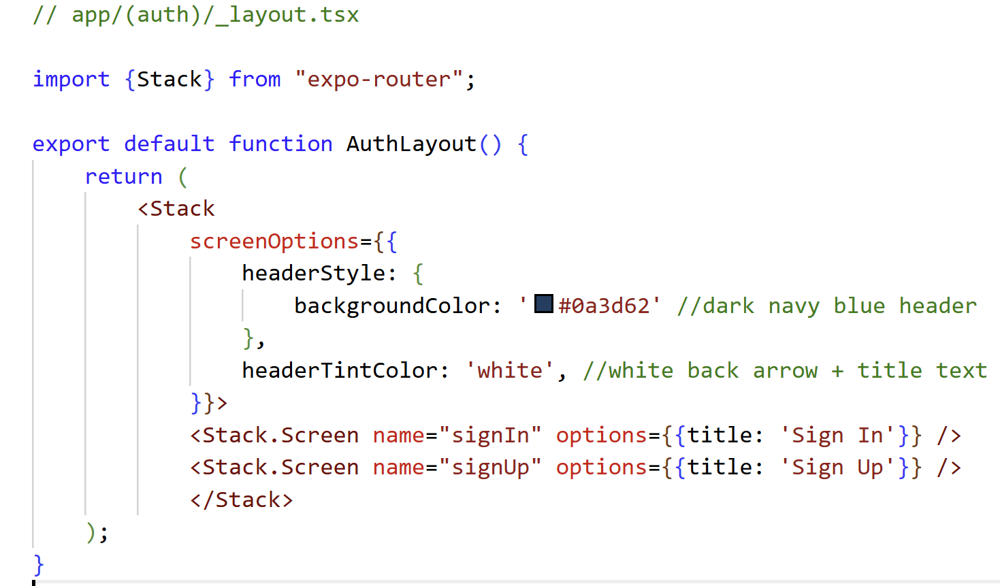 // app/(auth)/_layout.tsx
import {Stack} from "expo-router";
export default function AuthLayout() {
return (
<Stack
screenOptions={{
headerStyle: {
backgroundColor: '#0a3d62' //dark navy blue header
},
headerTintColor: 'white', //white back arrow + title text
}}>
<Stack.Screen name="signIn" options={{title: 'Sign In'}} />
<Stack.Screen name="signUp" options={{title: 'Sign Up'}} />
</Stack>
);
}